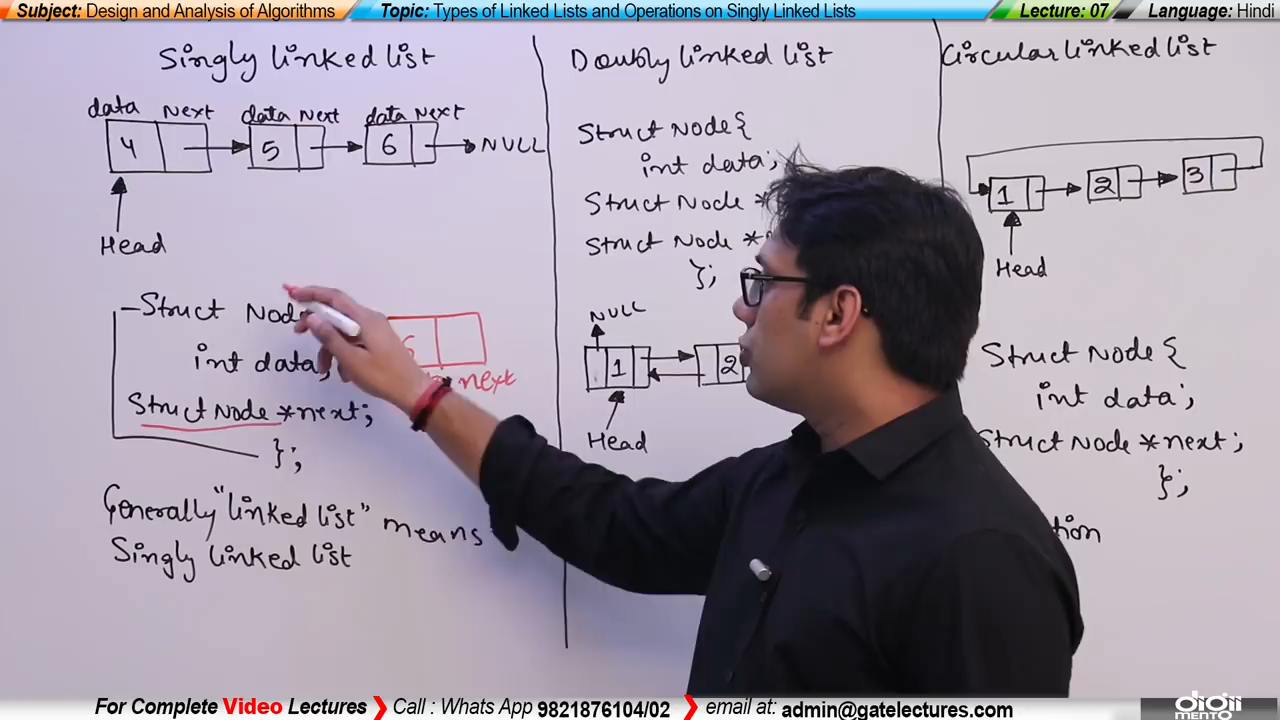 Subject: Design and Analysis of Algorithms
Topic: Types of Linked Lists and Operations on Singly Linked Lists
Lecture: 07
Language: Hindi
Singly linked list
data Next data Next data Next
4 5 6 NULL
Head
Struct Node
int data;
Struct Node *next;
};
next
Generally "linked list" means
Singly linked list
Doubly linked list
Struct Node{
int data;
Struct Node *
Struct Node *
};
NULL
1 2
Head
Circular linked list
1 2 3
Head
Struct Node{
int data;
Struct Node *next;
};
For Complete Video Lectures ❯ Call : Whats App 9821876104/02 ❯ email at: admin@gatelectures.com
digii
MENTO